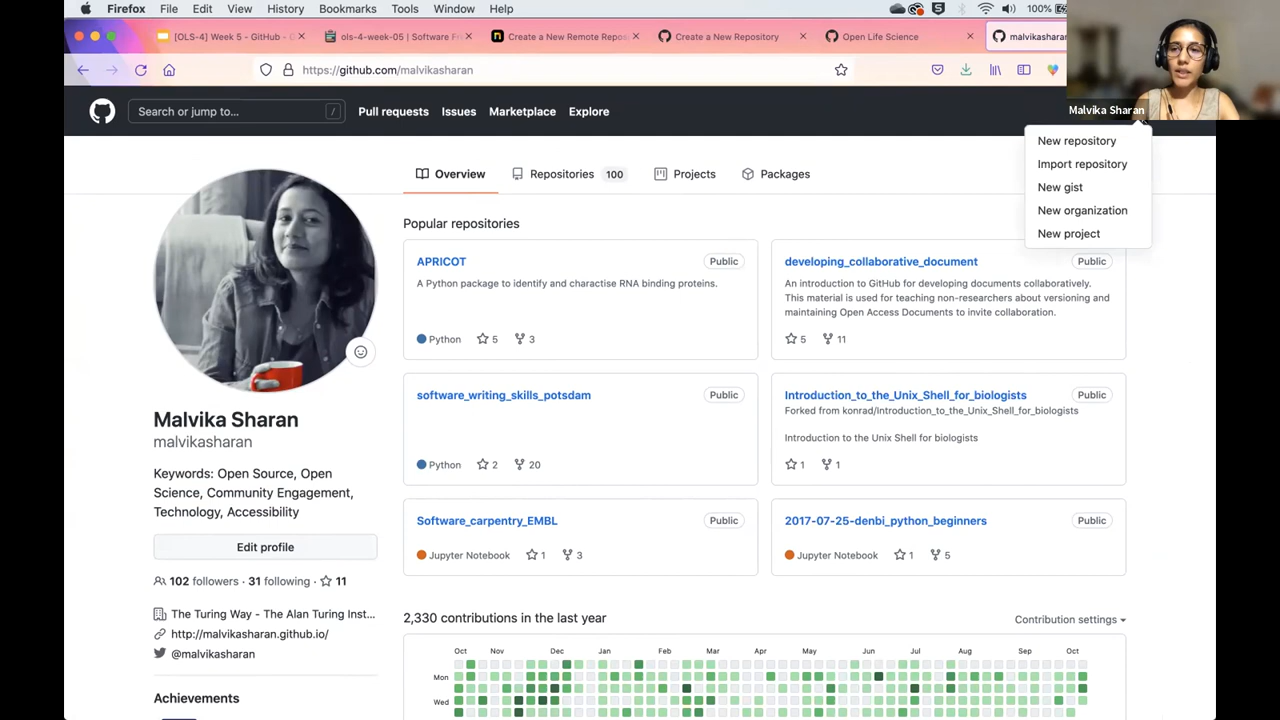 Firefox File Edit View History Bookmarks Tools Window Help 100%
[OLS-4] Week 5 - GitHub - G
ols-4-week-05 | Software Fr
Create a New Remote Repos
Create a New Repository
Open Life Science
malvikasharan
https://github.com/malvikasharan
Malvika Sharan
Search or jump to... /
Pull requests Issues Marketplace Explore
New repository
Import repository
New gist
New organization
New project
Overview Repositories 100 Projects Packages
Popular repositories
APRICOT Public
A Python package to identify and charactise RNA binding proteins.
Python 5 3
developing_collaborative_document Public
An introduction to GitHub for developing documents collaboratively.
This material is used for teaching non-researchers about versioning and
maintaining Open Access Documents to invite collaboration.
5 11
software_writing_skills_potsdam Public
Python 2 20
Introduction_to_the_Unix_Shell_for_biologists Public
Forked from konrad/Introduction_to_the_Unix_Shell_for_biologists
Introduction to the Unix Shell for biologists
1 1
Software_carpentry_EMBL Public
Jupyter Notebook 1 3
2017-07-25-denbi_python_beginners Public
Jupyter Notebook 1 5
Malvika Sharan
malvikasharan
Keywords: Open Source, Open
Science, Community Engagement,
Technology, Accessibility
Edit profile
102 followers · 31 following · 11
The Turing Way - The Alan Turing Inst...
http://malvikasharan.github.io/
@malvikasharan
Achievements
2,330 contributions in the last year
Contribution settings
Oct Nov Dec Jan Feb Mar Apr May Jun Jul Aug Sep Oct
Mon
Wed